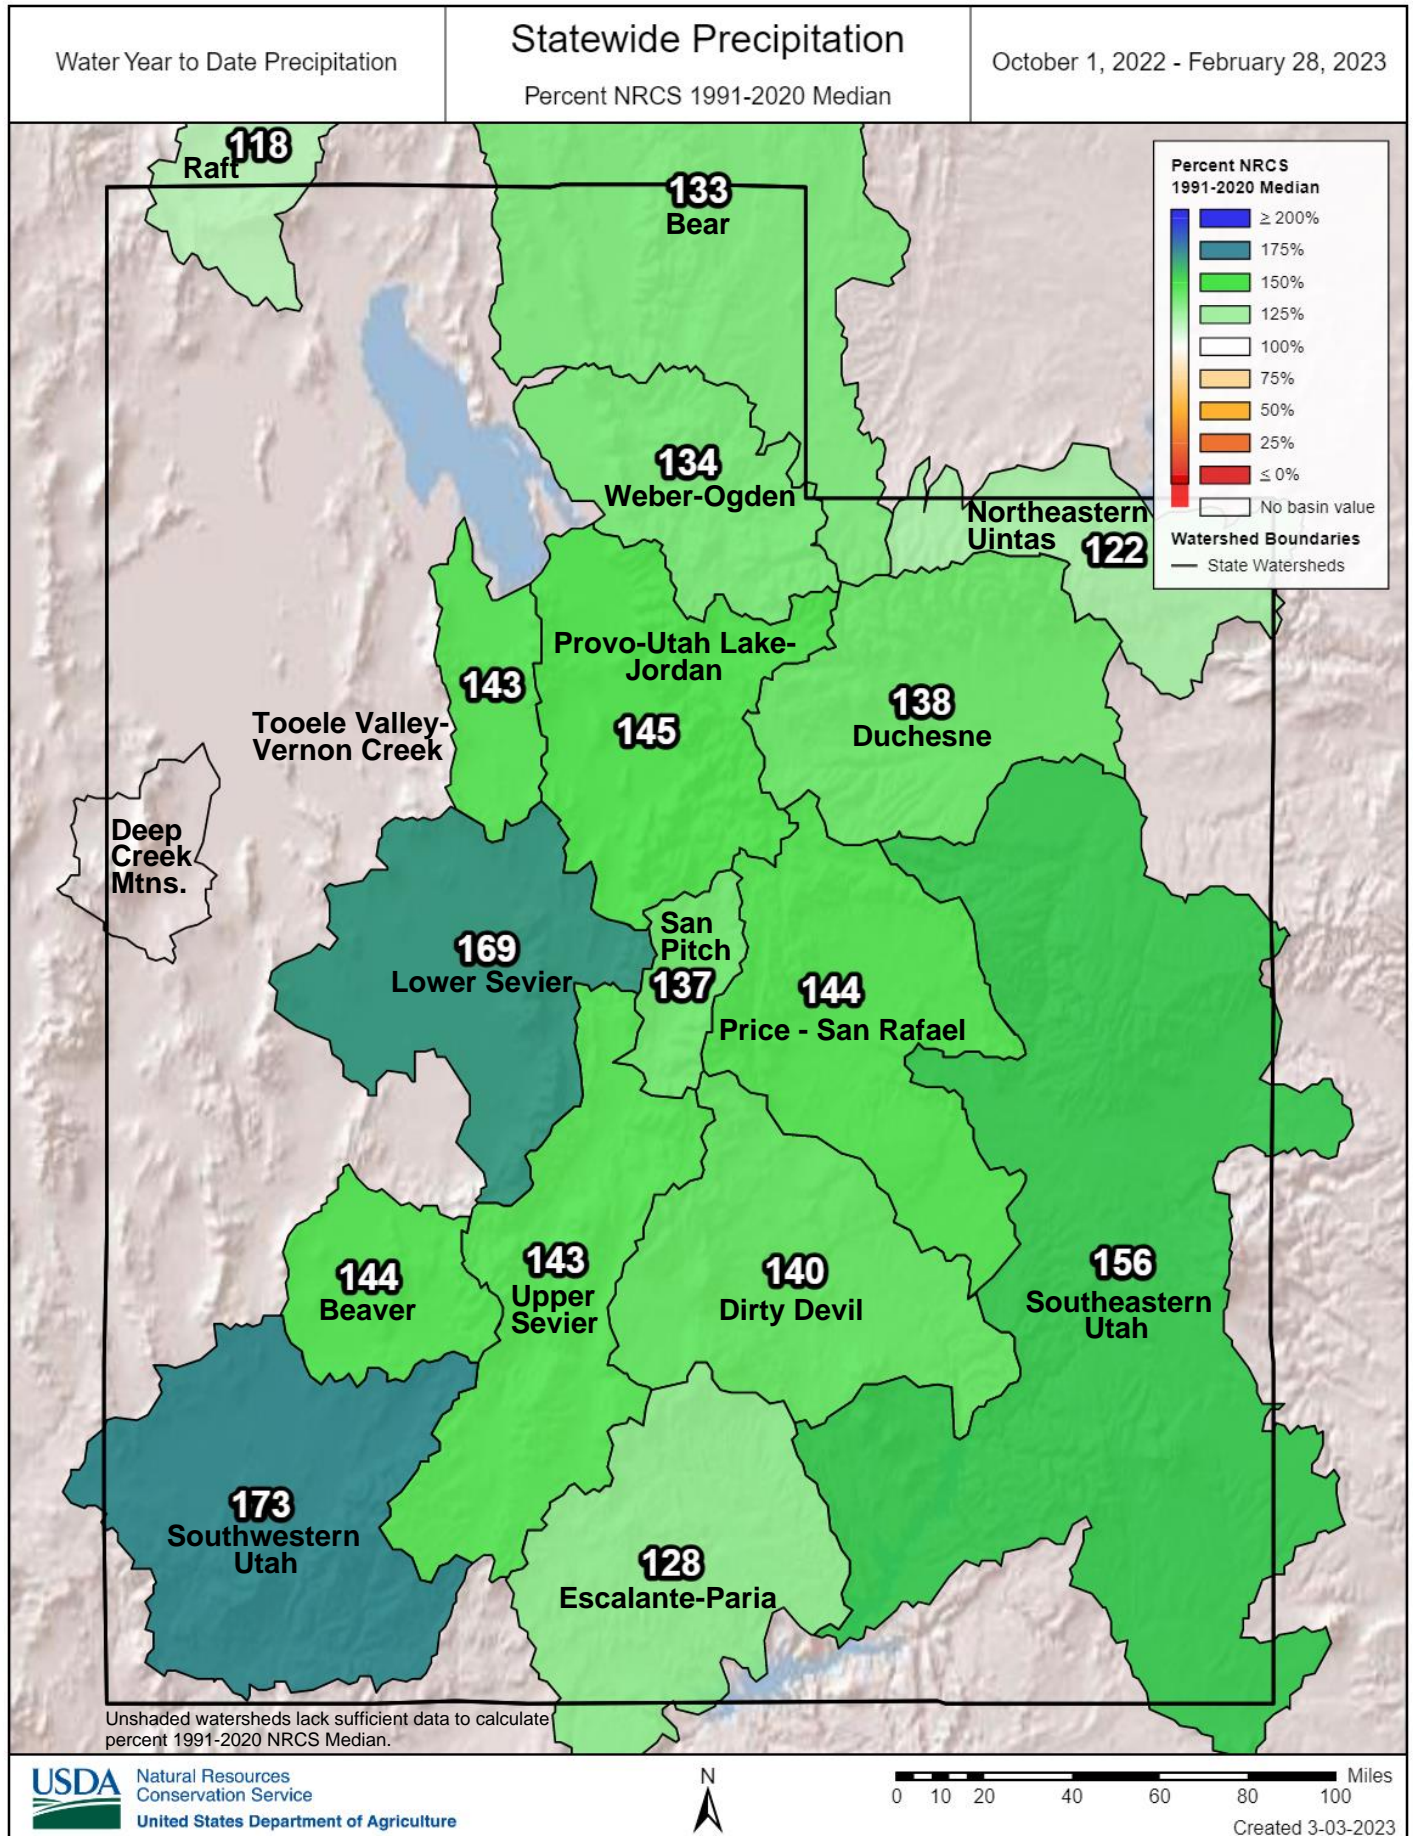 Water Year to Date Precipitation
Statewide Precipitation
Percent NRCS 1991-2020 Median
October 1, 2022 - February 28, 2023
118
Raft
133
Bear
Percent NRCS
1991-2020 Median
≥ 200%
175%
150%
125%
100%
75%
50%
25%
≤ 0%
No basin value
Watershed Boundaries
State Watersheds
134
Weber-Ogden
Northeastern
Uintas
122
Provo-Utah Lake-
Jordan
145
143
Tooele Valley-
Vernon Creek
138
Duchesne
Deep
Creek
Mtns.
169
Lower Sevier
San
Pitch
137
144
Price - San Rafael
144
Beaver
143
Upper
Sevier
140
Dirty Devil
156
Southeastern
Utah
173
Southwestern
Utah
128
Escalante-Paria
Unshaded watersheds lack sufficient data to calculate
percent 1991-2020 NRCS Median.
USDA
Natural Resources
Conservation Service
United States Department of Agriculture
N
Miles
0 10 20 40 60 80 100
Created 3-03-2023